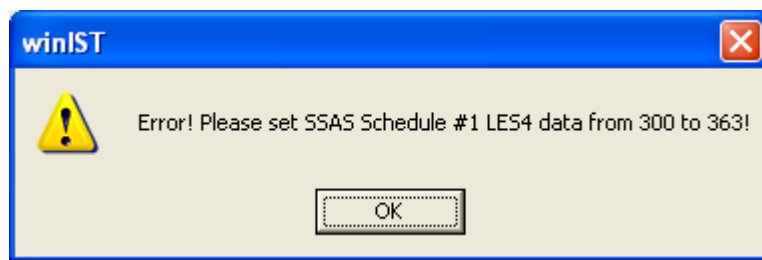 winIST
Error! Please set SSAS Schedule #1 LES4 data from 300 to 363!
OK